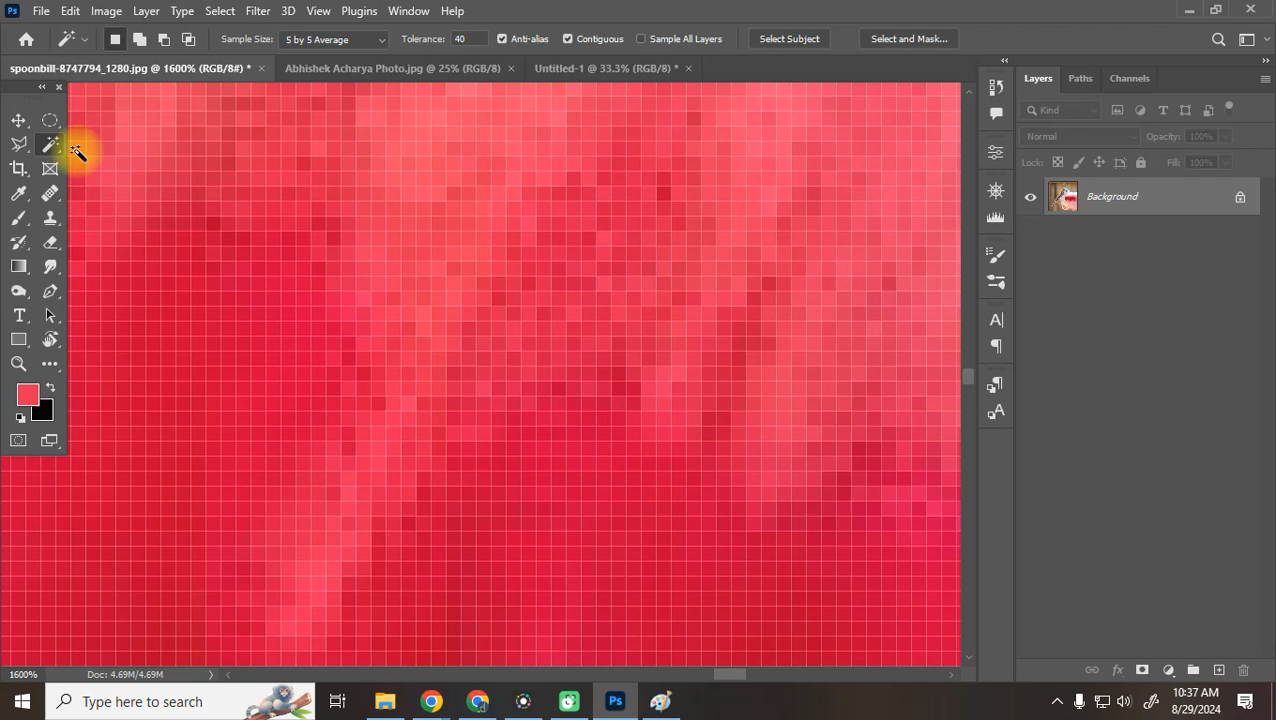 Ps File Edit Image Layer Type Select Filter 3D View Plugins Window Help
Sample Size: 5 by 5 Average Tolerance: 40 Anti-alias Contiguous Sample All Layers Select Subject Select and Mask...
spoonbill-8747794_1280.jpg @ 1600% (RGB/8#) * Abhishek Acharya Photo.jpg @ 25% (RGB/8) Untitled-1 @ 33.3% (RGB/8) *
Layers Paths Channels
Kind
Normal Opacity: 100%
Lock: Fill: 100%
Background
1600% Doc: 4.69M/4.69M
Type here to search
Ps
10:37 AM
8/29/2024